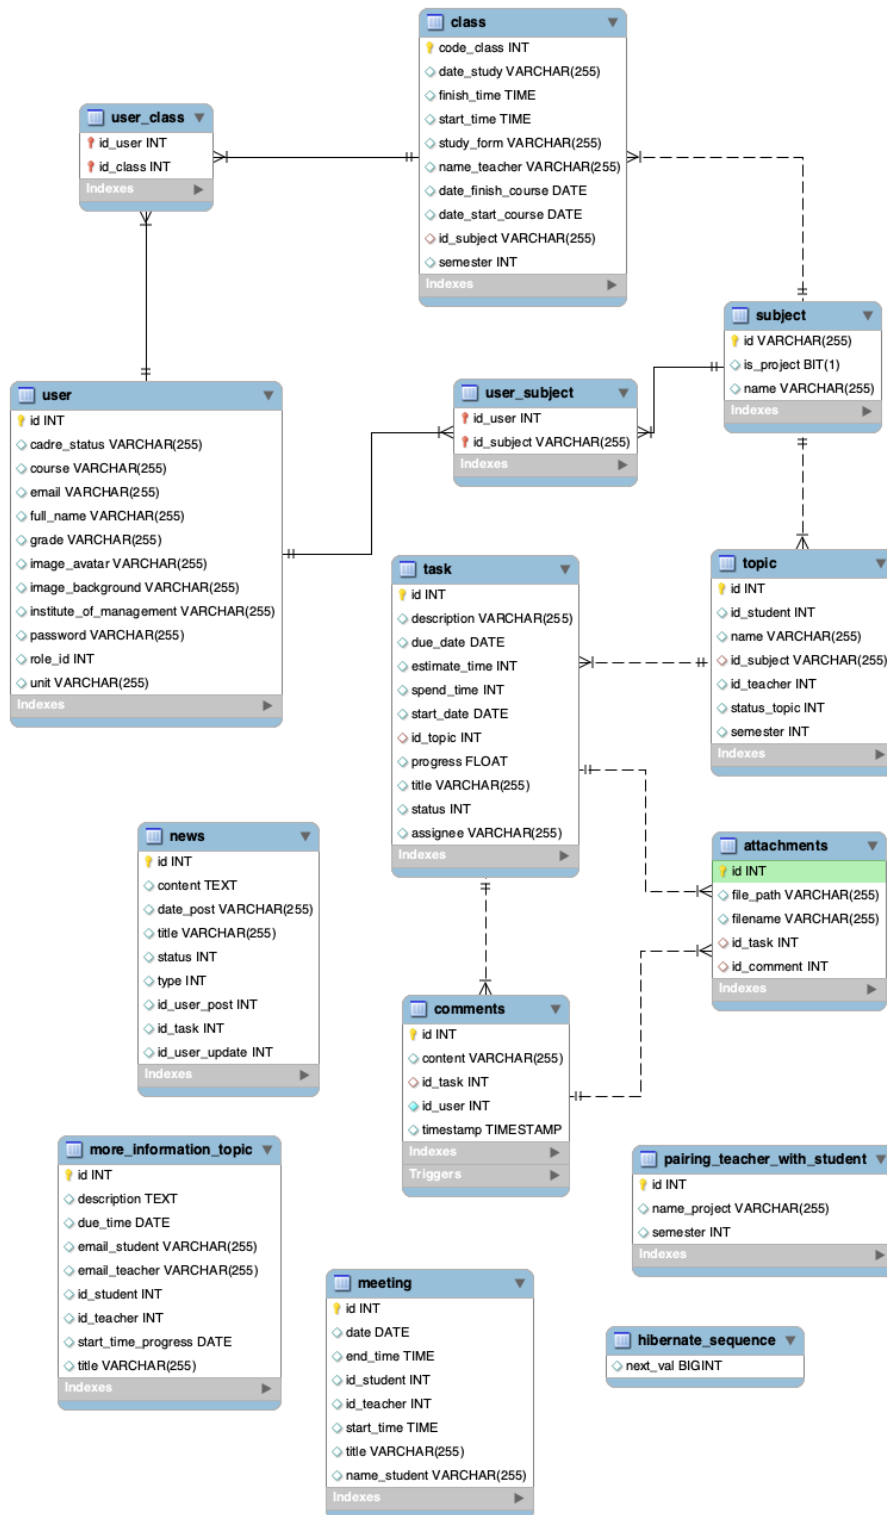 class
code_class INT
date_study VARCHAR(255)
finish_time TIME
start_time TIME
study_form VARCHAR(255)
name_teacher VARCHAR(255)
date_finish_course DATE
date_start_course DATE
id_subject VARCHAR(255)
semester INT
Indexes
user_class
id_user INT
id_class INT
Indexes
subject
id VARCHAR(255)
is_project BIT(1)
name VARCHAR(255)
Indexes
user
id INT
cadre_status VARCHAR(255)
course VARCHAR(255)
email VARCHAR(255)
full_name VARCHAR(255)
grade VARCHAR(255)
image_avatar VARCHAR(255)
image_background VARCHAR(255)
institute_of_management VARCHAR(255)
password VARCHAR(255)
role_id INT
unit VARCHAR(255)
Indexes
user_subject
id_user INT
id_subject VARCHAR(255)
Indexes
task
id INT
description VARCHAR(255)
due_date DATE
estimate_time INT
spend_time INT
start_date DATE
id_topic INT
progress FLOAT
title VARCHAR(255)
status INT
assignee VARCHAR(255)
Indexes
topic
id INT
id_student INT
name VARCHAR(255)
id_subject VARCHAR(255)
id_teacher INT
status_topic INT
semester INT
Indexes
news
id INT
content TEXT
date_post VARCHAR(255)
title VARCHAR(255)
status INT
type INT
id_user_post INT
id_task INT
id_user_update INT
Indexes
attachments
id INT
file_path VARCHAR(255)
filename VARCHAR(255)
id_task INT
id_comment INT
Indexes
comments
id INT
content VARCHAR(255)
id_task INT
id_user INT
timestamp TIMESTAMP
Indexes
Triggers
more_information_topic
id INT
description TEXT
due_time DATE
email_student VARCHAR(255)
email_teacher VARCHAR(255)
id_student INT
id_teacher INT
start_time_progress DATE
title VARCHAR(255)
Indexes
pairing_teacher_with_student
id INT
name_project VARCHAR(255)
semester INT
Indexes
meeting
id INT
date DATE
end_time TIME
id_student INT
id_teacher INT
start_time TIME
title VARCHAR(255)
name_student VARCHAR(255)
Indexes
hibernate_sequence
next_val BIGINT